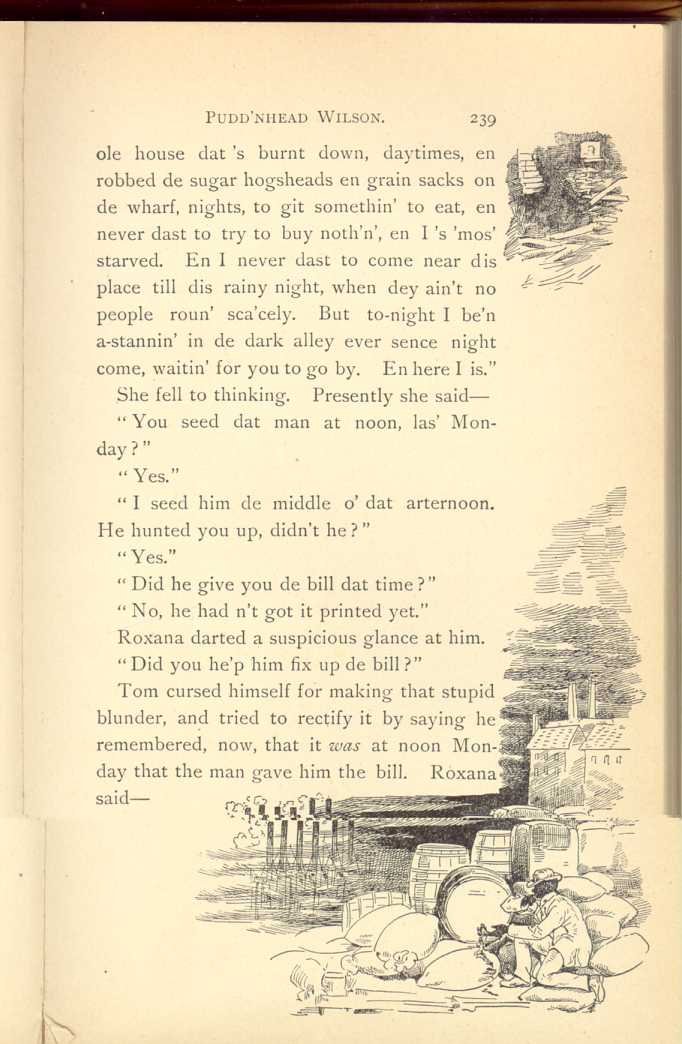 PUDD'NHEAD WILSON. 239
ole house dat 's burnt down, daytimes, en
robbed de sugar hogsheads en grain sacks on
de wharf, nights, to git somethin' to eat, en
never dast to try to buy noth'n', en I 's 'mos'
starved. En I never dast to come near dis
place till dis rainy night, when dey ain't no
people roun' sca'cely. But to-night I be'n
a-stannin' in de dark alley ever sence night
come, waitin' for you to go by. En here I is."
She fell to thinking. Presently she said—
"You seed dat man at noon, las' Mon-
day?"
"Yes."
"I seed him de middle o' dat arternoon.
He hunted you up, didn't he?"
"Yes."
"Did he give you de bill dat time?"
"No, he had n't got it printed yet."
Roxana darted a suspicious glance at him.
"Did you he'p him fix up de bill?"
Tom cursed himself for making that stupid
blunder, and tried to rectify it by saying he
remembered, now, that it was at noon Mon-
day that the man gave him the bill. Roxana
said—